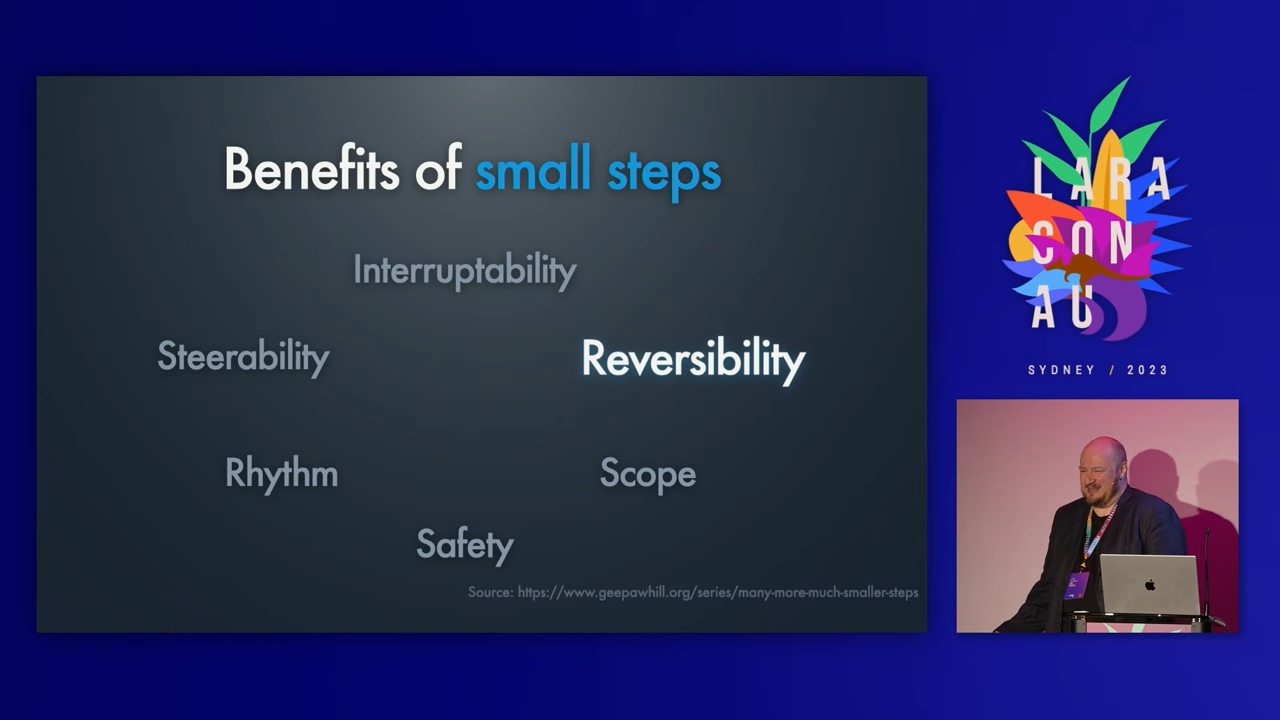 Benefits of small steps
Interruptability
Steerability
Reversibility
Rhythm
Scope
Safety
Source: https://www.geepawhill.org/series/many-more-much-smaller-steps
LARA
CON
AU
SYDNEY / 2023